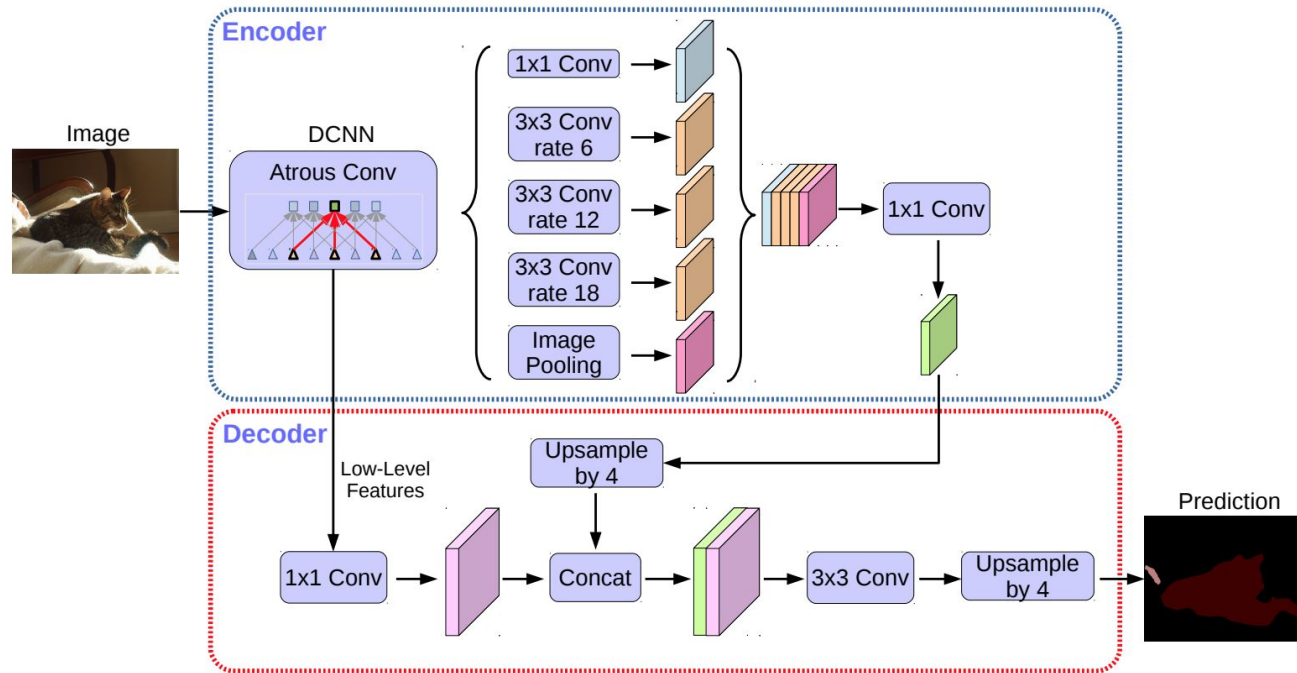 Encoder
Image
DCNN
Atrous Conv
1x1 Conv
3x3 Conv
rate 6
3x3 Conv
rate 12
3x3 Conv
rate 18
Image
Pooling
1x1 Conv
Decoder
Low-Level
Features
Upsample
by 4
1x1 Conv
Concat
3x3 Conv
Upsample
by 4
Prediction